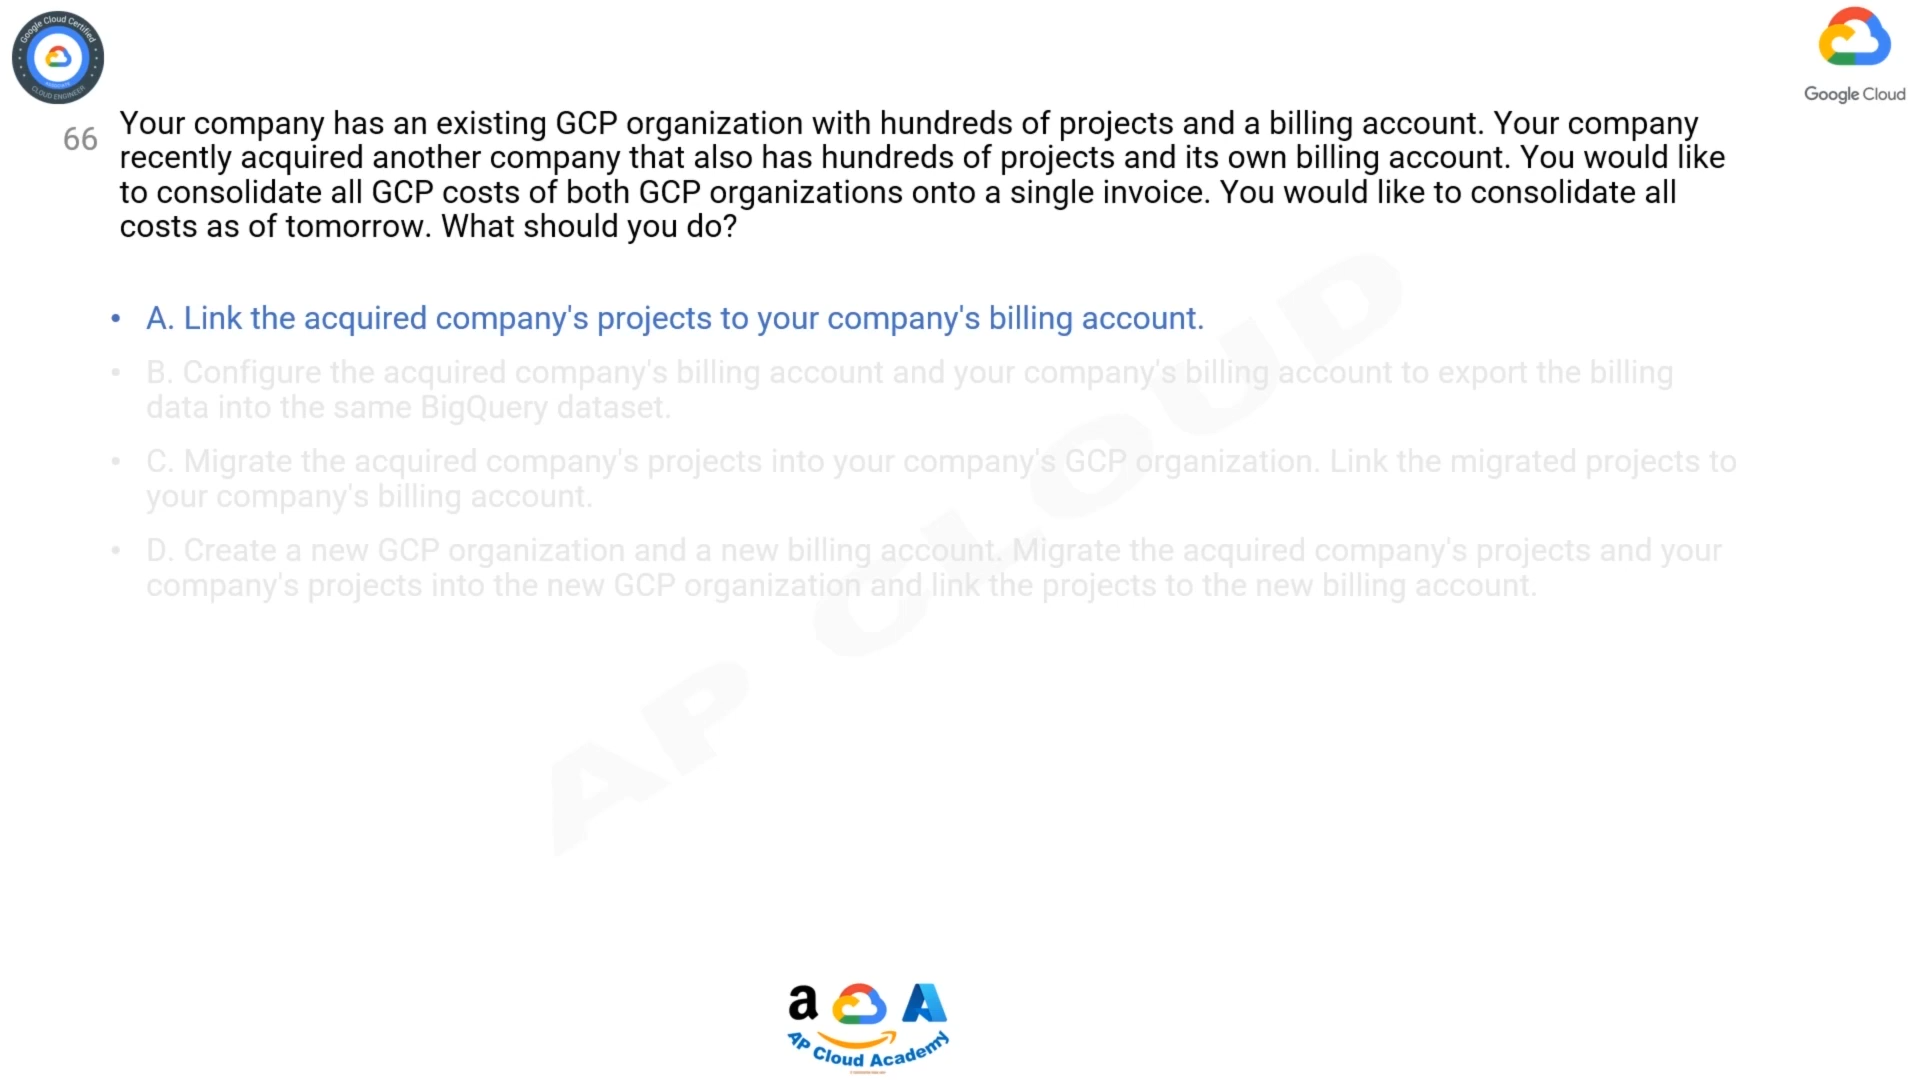 Google Cloud Certified
ASSOCIATE
CLOUD ENGINEER
Google Cloud
66
Your company has an existing GCP organization with hundreds of projects and a billing account. Your company
recently acquired another company that also has hundreds of projects and its own billing account. You would like
to consolidate all GCP costs of both GCP organizations onto a single invoice. You would like to consolidate all
costs as of tomorrow. What should you do?
• A. Link the acquired company's projects to your company's billing account.
• B. Configure the acquired company's billing account and your company's billing account to export the billing
data into the same BigQuery dataset.
• C. Migrate the acquired company's projects into your company's GCP organization. Link the migrated projects to
your company's billing account.
• D. Create a new GCP organization and a new billing account. Migrate the acquired company's projects and your
company's projects into the new GCP organization and link the projects to the new billing account.
AP CLOUD
a
AP Cloud Academy